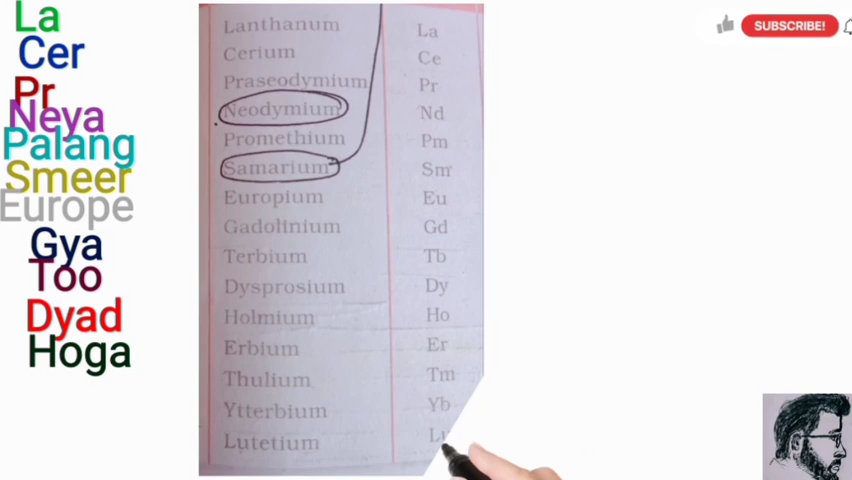 La
Cer
Pr
Neya
Palang
Smeer
Europe
Gya
Too
Dyad
Hoga
Lanthanum La
Cerium Ce
Praseodymium Pr
Neodymium Nd
Promethium Pm
Samarium Sm
Europium Eu
Gadolinium Gd
Terbium Tb
Dysprosium Dy
Holmium Ho
Erbium Er
Thulium Tm
Ytterbium Yb
Lutetium Lu
SUBSCRIBE!